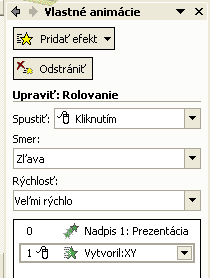 Vlastné animácie
Pridať efekt
Odstrániť
Upraviť: Rolovanie
Spustiť: Kliknutím
Smer:
Zľava
Rýchlosť:
Veľmi rýchlo
0 Nadpis 1: Prezentácia
1 Vytvoril:XY